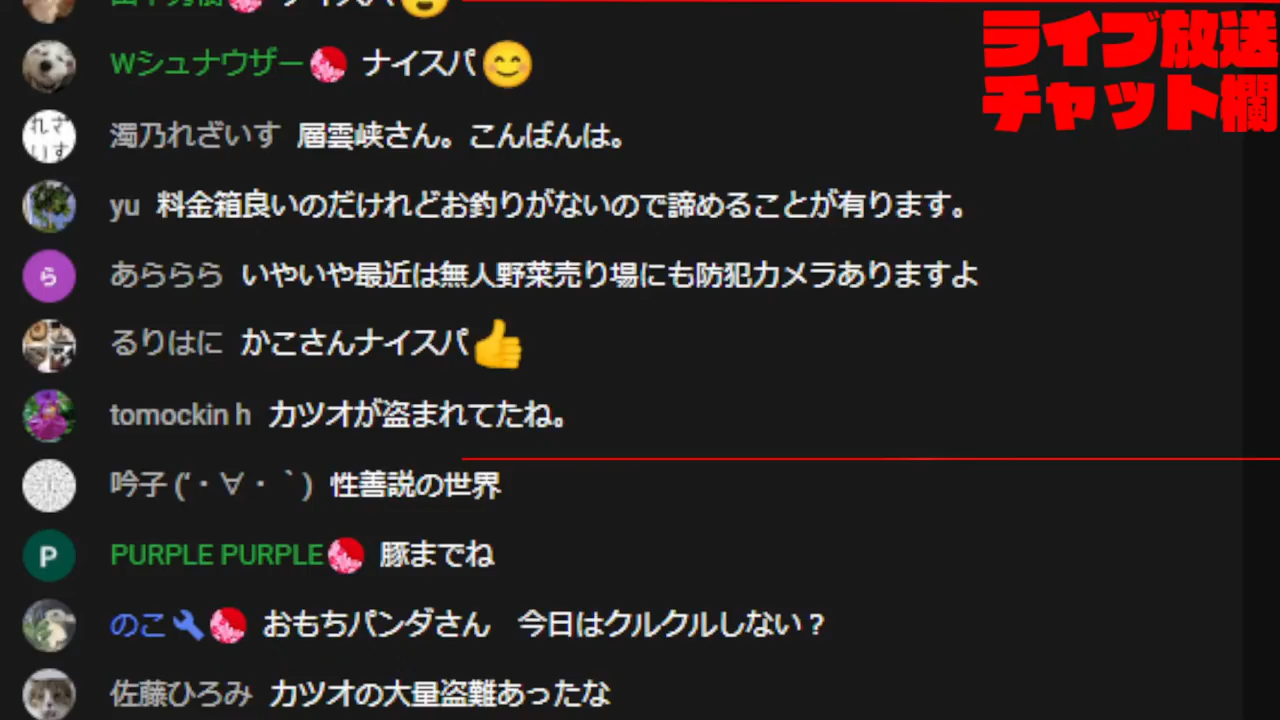 ライブ放送
チャット欄
Wシュナウザー ナイスパ😊
濁乃れざいす 層雲峡さん。こんばんは。
yu 料金箱良いのだけれどお釣りがないので諦めることが有ります。
ら あららら いやいや最近は無人野菜売り場にも防犯カメラありますよ
るりはに かこさんナイスパ👍
tomockin h カツオが盗まれてたね。
吟子 (´・∀・｀) 性善説の世界
P PURPLE PURPLE 豚までね
のこ おもちパンダさん 今日はクルクルしない？
佐藤ひろみ カツオの大量盗難あったな